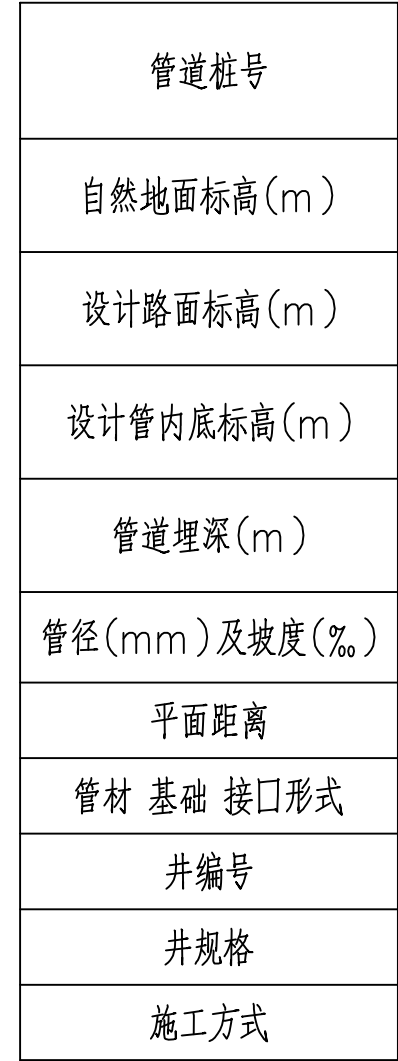 管道桩号
自然地面标高(m)
设计路面标高(m)
设计管内底标高(m)
管道埋深(m)
管径(mm)及坡度(‰)
平面距离
管材 基础 接口形式
井编号
井规格
施工方式